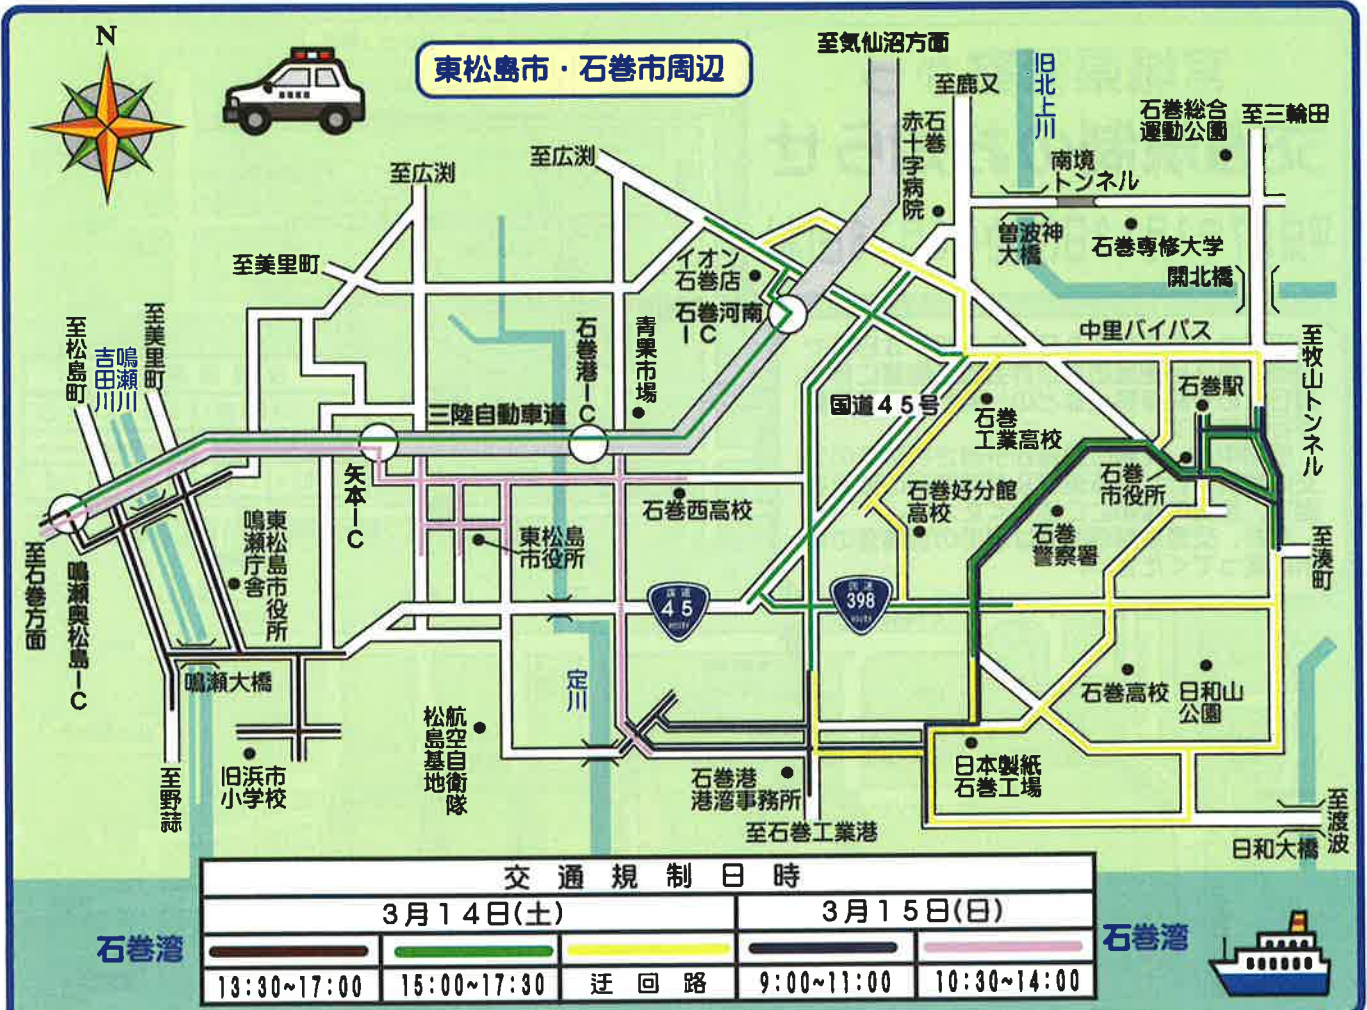 N
東松島市・石巻市周辺
至気仙沼方面
至鹿又
旧北上川
石巻総合
運動公園
至三輪田
石巻
赤十字病院
南境
トンネル
至広渕
至広渕
曽波神
大橋
石巻専修大学
開北橋
至美里町
イオン
石巻店
石巻河南
IC
中里バイパス
至牧山トンネル
至美里町
至松島町
鳴瀬川
吉田川
石巻港IC
青果市場
石巻駅
国道45号
三陸自動車道
石巻
工業高校
石巻
市役所
矢本IC
石巻西高校
石巻好分館
高校
石巻
警察署
東松島市役所
鳴瀬庁舎
東松島
市役所
至湊町
至石巻方面
鳴瀬奥松島IC
国道
45
ROUTE
国道
398
ROUTE
鳴瀬大橋
定川
石巻高校
日和山
公園
航空自衛隊
松島基地
旧浜市
小学校
至野蒜
石巻港
港湾事務所
日本製紙
石巻工場
至石巻工業港
至渡波
日和大橋
交通規制日時
3月14日(土)
3月15日(日)
13:30~17:00
15:00~17:30
迂回路
9:00~11:00
10:30~14:00
石巻湾
石巻湾